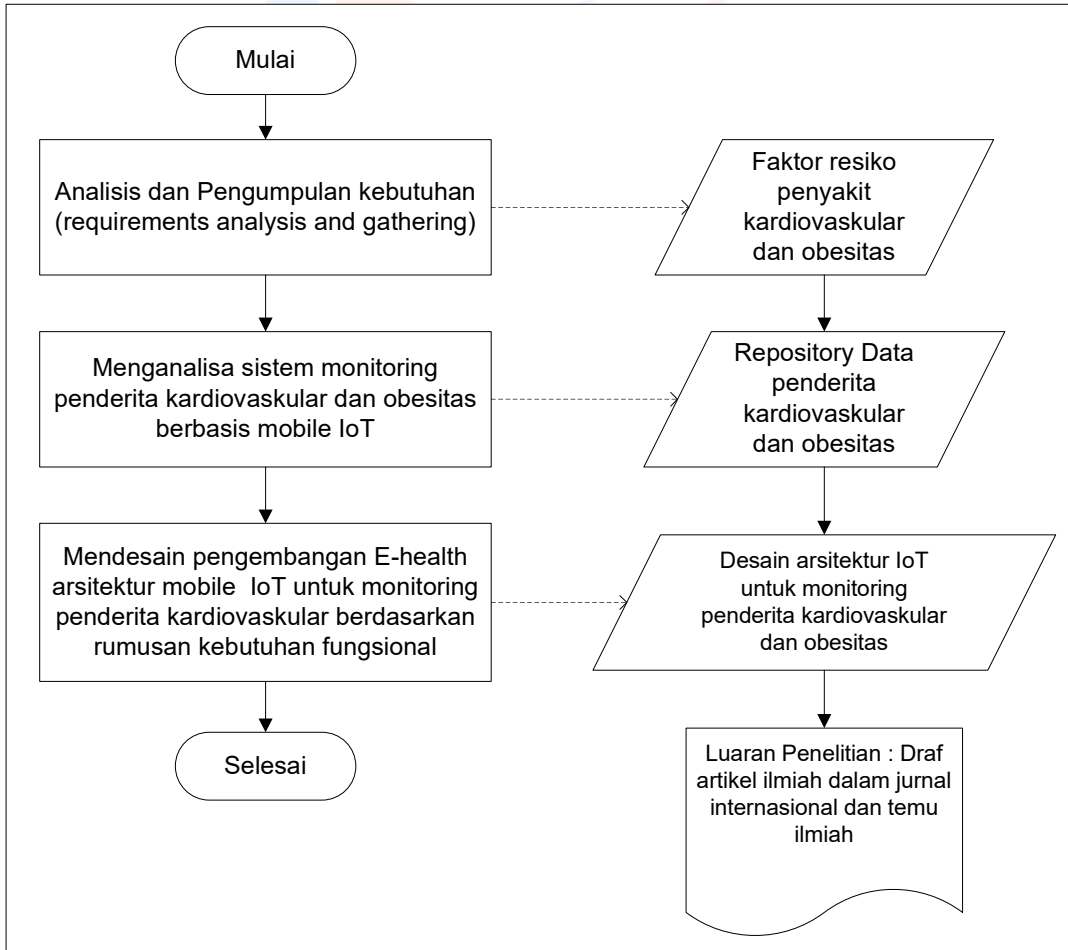 Mulai
Analisis dan Pengumpulan kebutuhan
(requirements analysis and gathering)
Faktor resiko
penyakit
kardiovaskular
dan obesitas
Menganalisa sistem monitoring
penderita kardiovaskular dan obesitas
berbasis mobile IoT
Repository Data
penderita
kardiovaskular
dan obesitas
Mendesain pengembangan E-health
arsitektur mobile IoT untuk monitoring
penderita kardiovaskular berdasarkan
rumusan kebutuhan fungsional
Desain arsitektur IoT
untuk monitoring
penderita kardiovaskular
dan obesitas
Selesai
Luaran Penelitian : Draf
artikel ilmiah dalam jurnal
internasional dan temu
ilmiah